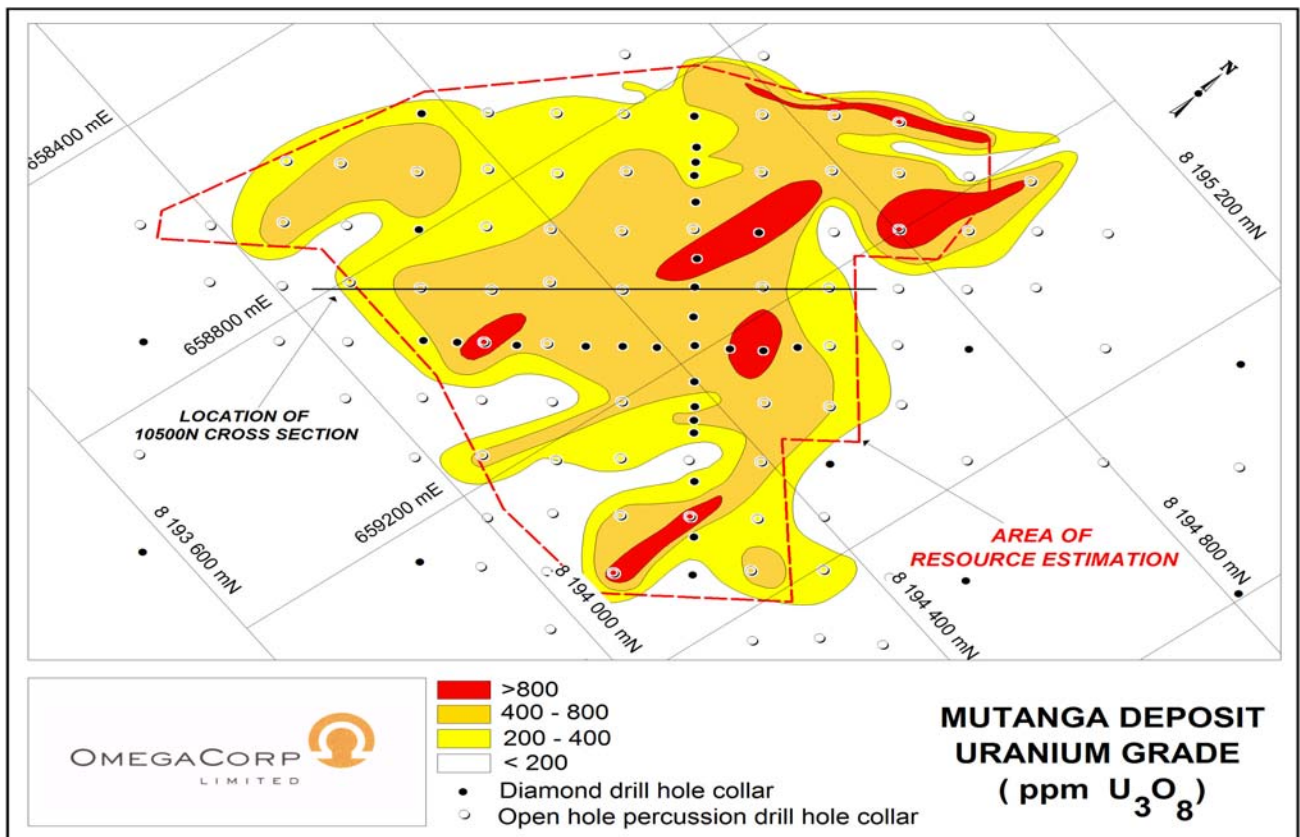 N
658400 mE
8 195 200 mN
658800 mE
LOCATION OF
10500N CROSS SECTION
659200 mE
8 193 600 mN
8 194 000 mN
8 194 400 mN
8 194 800 mN
AREA OF
RESOURCE ESTIMATION
OMEGACORP
LIMITED
>800
400 - 800
200 - 400
< 200
Diamond drill hole collar
Open hole percussion drill hole collar
MUTANGA DEPOSIT
URANIUM GRADE
( ppm U3O8)